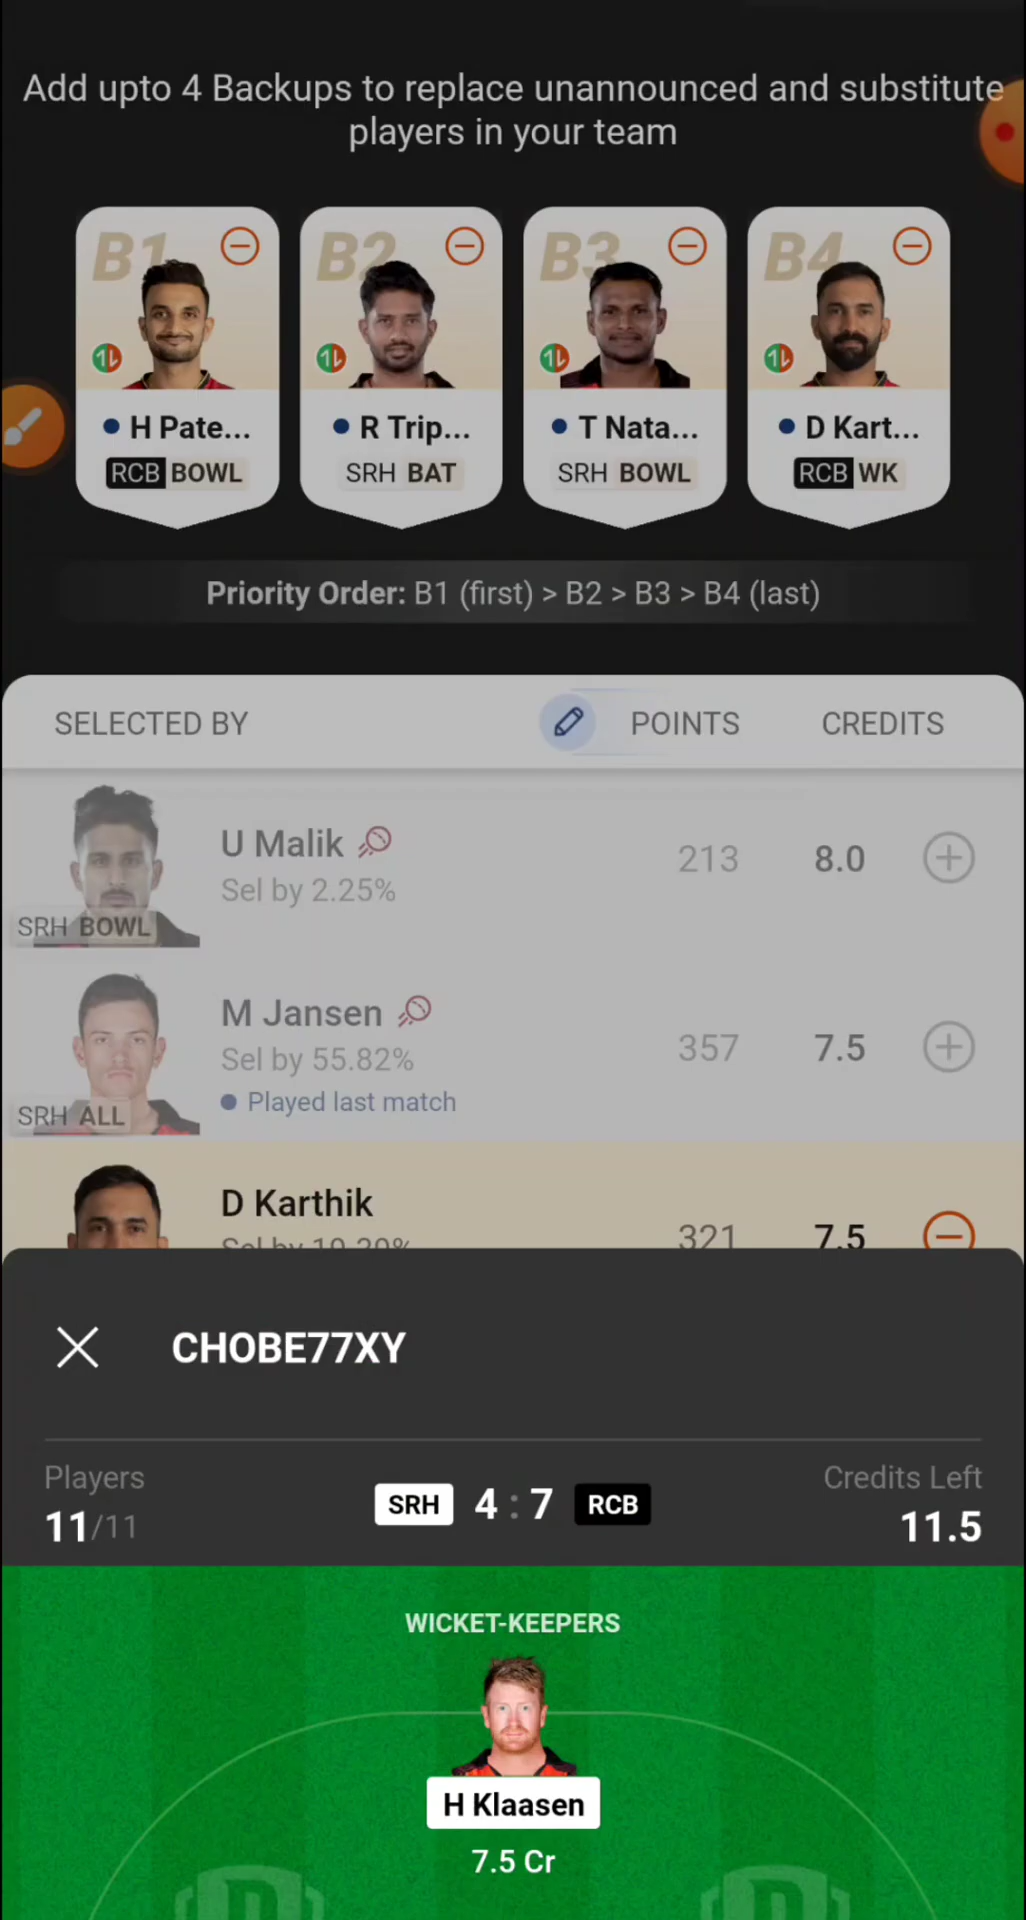 Add upto 4 Backups to replace unannounced and substitute
players in your team
B1 B2 B3 B4
H Pate... R Trip... T Nata... D Kart...
RCB BOWL SRH BAT SRH BOWL RCB WK
Priority Order: B1 (first) > B2 > B3 > B4 (last)
SELECTED BY POINTS CREDITS
U Malik
213 8.0
Sel by 2.25%
SRH BOWL
M Jansen
357 7.5
Sel by 55.82%
Played last match
SRH ALL
D Karthik
321 7.5
Sel by 10.20%
CHOBE77XY
Players Credits Left
11/11 SRH 4 : 7 RCB 11.5
WICKET-KEEPERS
H Klaasen
7.5 Cr